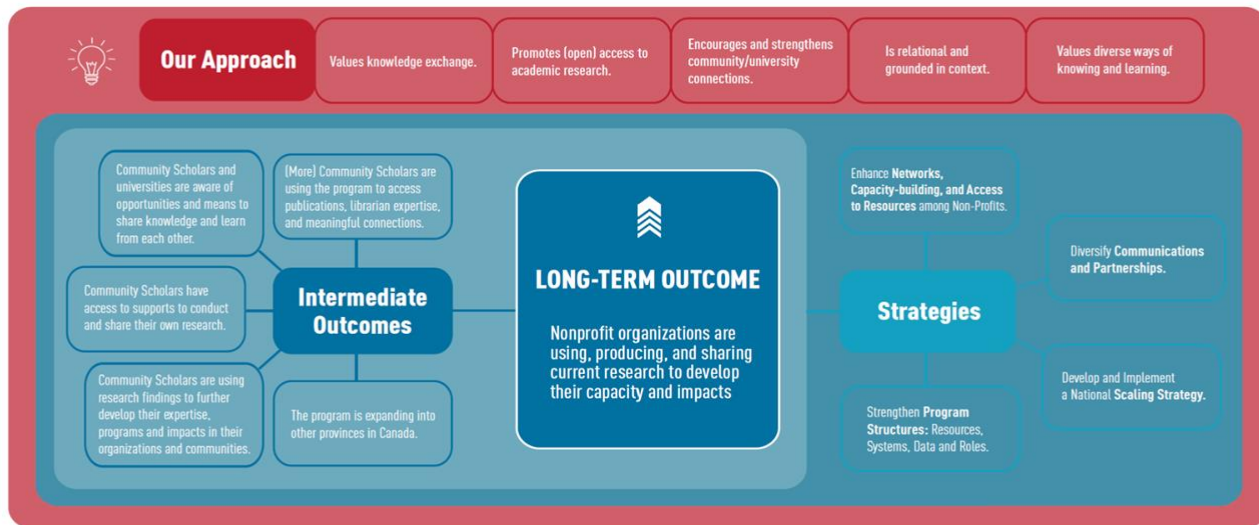 Our Approach
Values knowledge exchange.
Promotes (open) access to
academic research.
Encourages and strengthens
community/university
connections.
Is relational and
grounded in context.
Values diverse ways of
knowing and learning.
Community Scholars and
universities are aware of
opportunities and means to
share knowledge and learn
from each other.
(More) Community Scholars are
using the program to access
publications, librarian expertise,
and meaningful connections.
Community Scholars have
access to supports to conduct
and share their own research.
Intermediate
Outcomes
Community Scholars are using
research findings to further
develop their expertise,
programs and impacts in their
organizations and communities.
The program is expanding into
other provinces in Canada.
LONG-TERM OUTCOME
Nonprofit organizations are
using, producing, and sharing
current research to develop
their capacity and impacts
Enhance Networks,
Capacity-building, and Access
to Resources among Non-Profits.
Diversify Communications
and Partnerships.
Strategies
Develop and Implement
a National Scaling Strategy.
Strengthen Program
Structures: Resources,
Systems, Data and Roles.